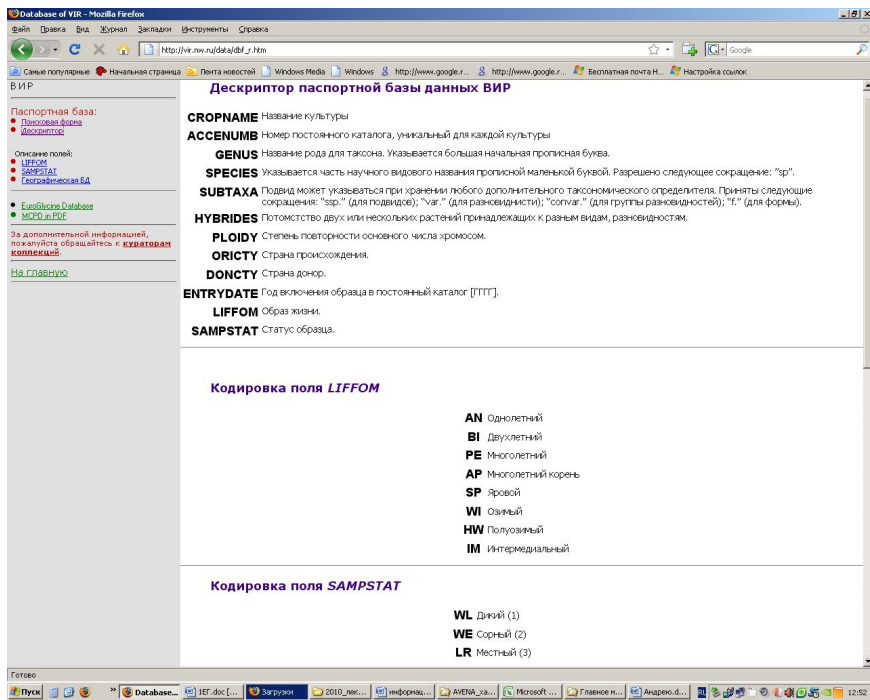 Database of VIR - Mozilla Firefox
Файл Правка Вид Журнал Закладки Инструменты Справка
http://vir.nw.ru/data/dbf_r.htm
Google
Самые популярные Начальная страница Лента новостей Windows Media Windows http://www.google.r... http://www.google.r... Бесплатная почта H... Настройка ссылок
ВИР
Паспортная база:
Поисковая форма
Дескриптор
Описание полей:
LIFFOM
SAMPSTAT
Географическая БД
EuroGlycine Database
MCPD in PDF
За дополнительной информацией,
пожалуйста обращайтесь к кураторам
коллекций.
На главную
Дескриптор паспортной базы данных ВИР
CROPNAME Название культуры
ACCENUMB Номер постоянного каталога, уникальный для каждой культуры
GENUS Название рода для таксона. Указывается большая начальная прописная буква.
SPECIES Указывается часть научного видового названия прописной маленькой буквой. Разрешено следующее сокращение: "sp".
SUBTAXA Подвид может указываться при хранении любого дополнительного таксономического определителя. Приняты следующие
сокращения: "ssp." (для подвидов); "var." (для разновиднисти); "convar." (для группы разновидностей); "f." (для формы).
HYBRIDES Потомстство двух или нескольких растений принадлежащих к разным видам, разновидностям.
PLOIDY Степень повторности основного числа хромосом.
ORICTY Страна происхождения.
DONCTY Страна донор.
ENTRYDATE Год включения образца в постоянный каталог [ГГГГ].
LIFFOM Образ жизни.
SAMPSTAT Статус образца.
Кодировка поля LIFFOM
AN Однолетний
BI Двухлетний
PE Многолетний
AP Многолетний корень
SP Яровой
WI Озимый
HW Полуозимый
IM Интермедиальный
Кодировка поля SAMPSTAT
WL Дикий (1)
WE Сорный (2)
LR Местный (3)
Готово
Пуск » Database... 1ЕГ.doc [... Загрузки 2010_лек... информац... AVENA_ха... Microsoft ... Главное м... Андрею.d... RL 12:52